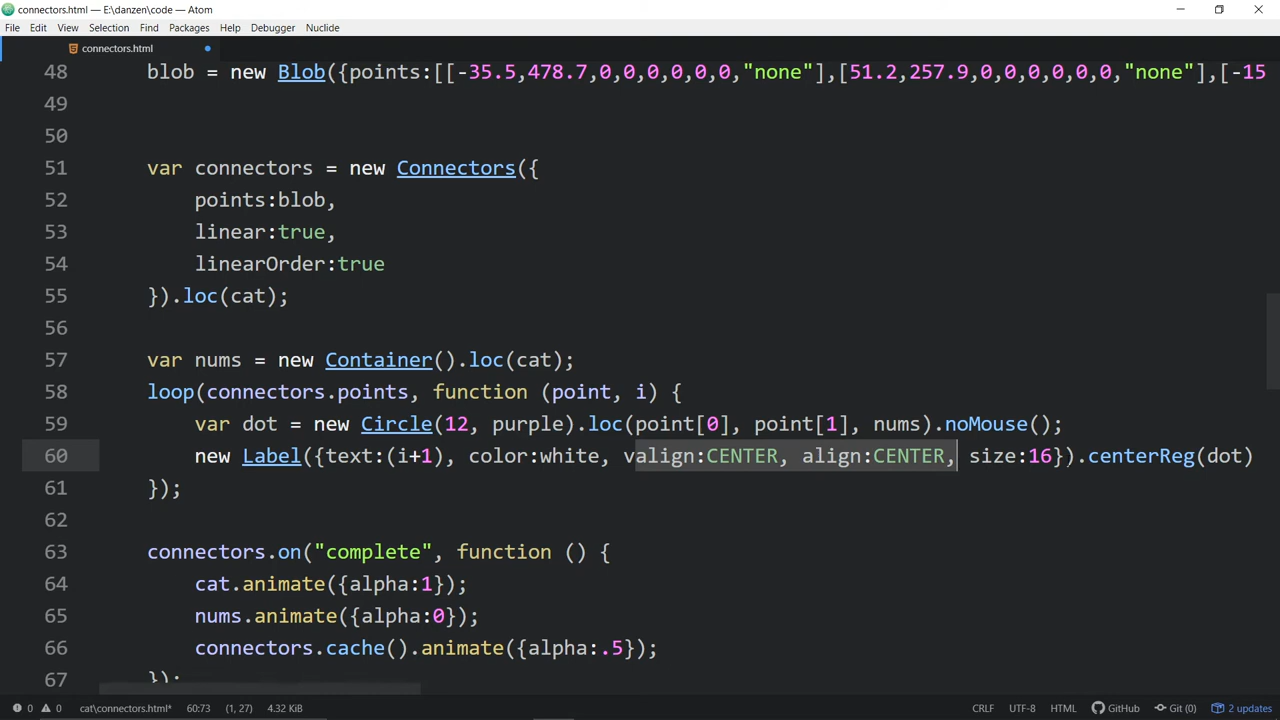 connectors.html — E:\danzen\code — Atom
File Edit View Selection Find Packages Help Debugger Nuclide
connectors.html
48 blob = new Blob({points:[[-35.5,478.7,0,0,0,0,0,0,"none"],[51.2,257.9,0,0,0,0,0,0,"none"],[-15
49
50
51 var connectors = new Connectors({
52 points:blob,
53 linear:true,
54 linearOrder:true
55 }).loc(cat);
56
57 var nums = new Container().loc(cat);
58 loop(connectors.points, function (point, i) {
59 var dot = new Circle(12, purple).loc(point[0], point[1], nums).noMouse();
60 new Label({text:(i+1), color:white, valign:CENTER, align:CENTER, size:16}).centerReg(dot)
61 });
62
63 connectors.on("complete", function () {
64 cat.animate({alpha:1});
65 nums.animate({alpha:0});
66 connectors.cache().animate({alpha:.5});
67 });
0 0 cat\connectors.html* 60:73 (1, 27) 4.32 KiB CRLF UTF-8 HTML GitHub Git (0) 2 updates